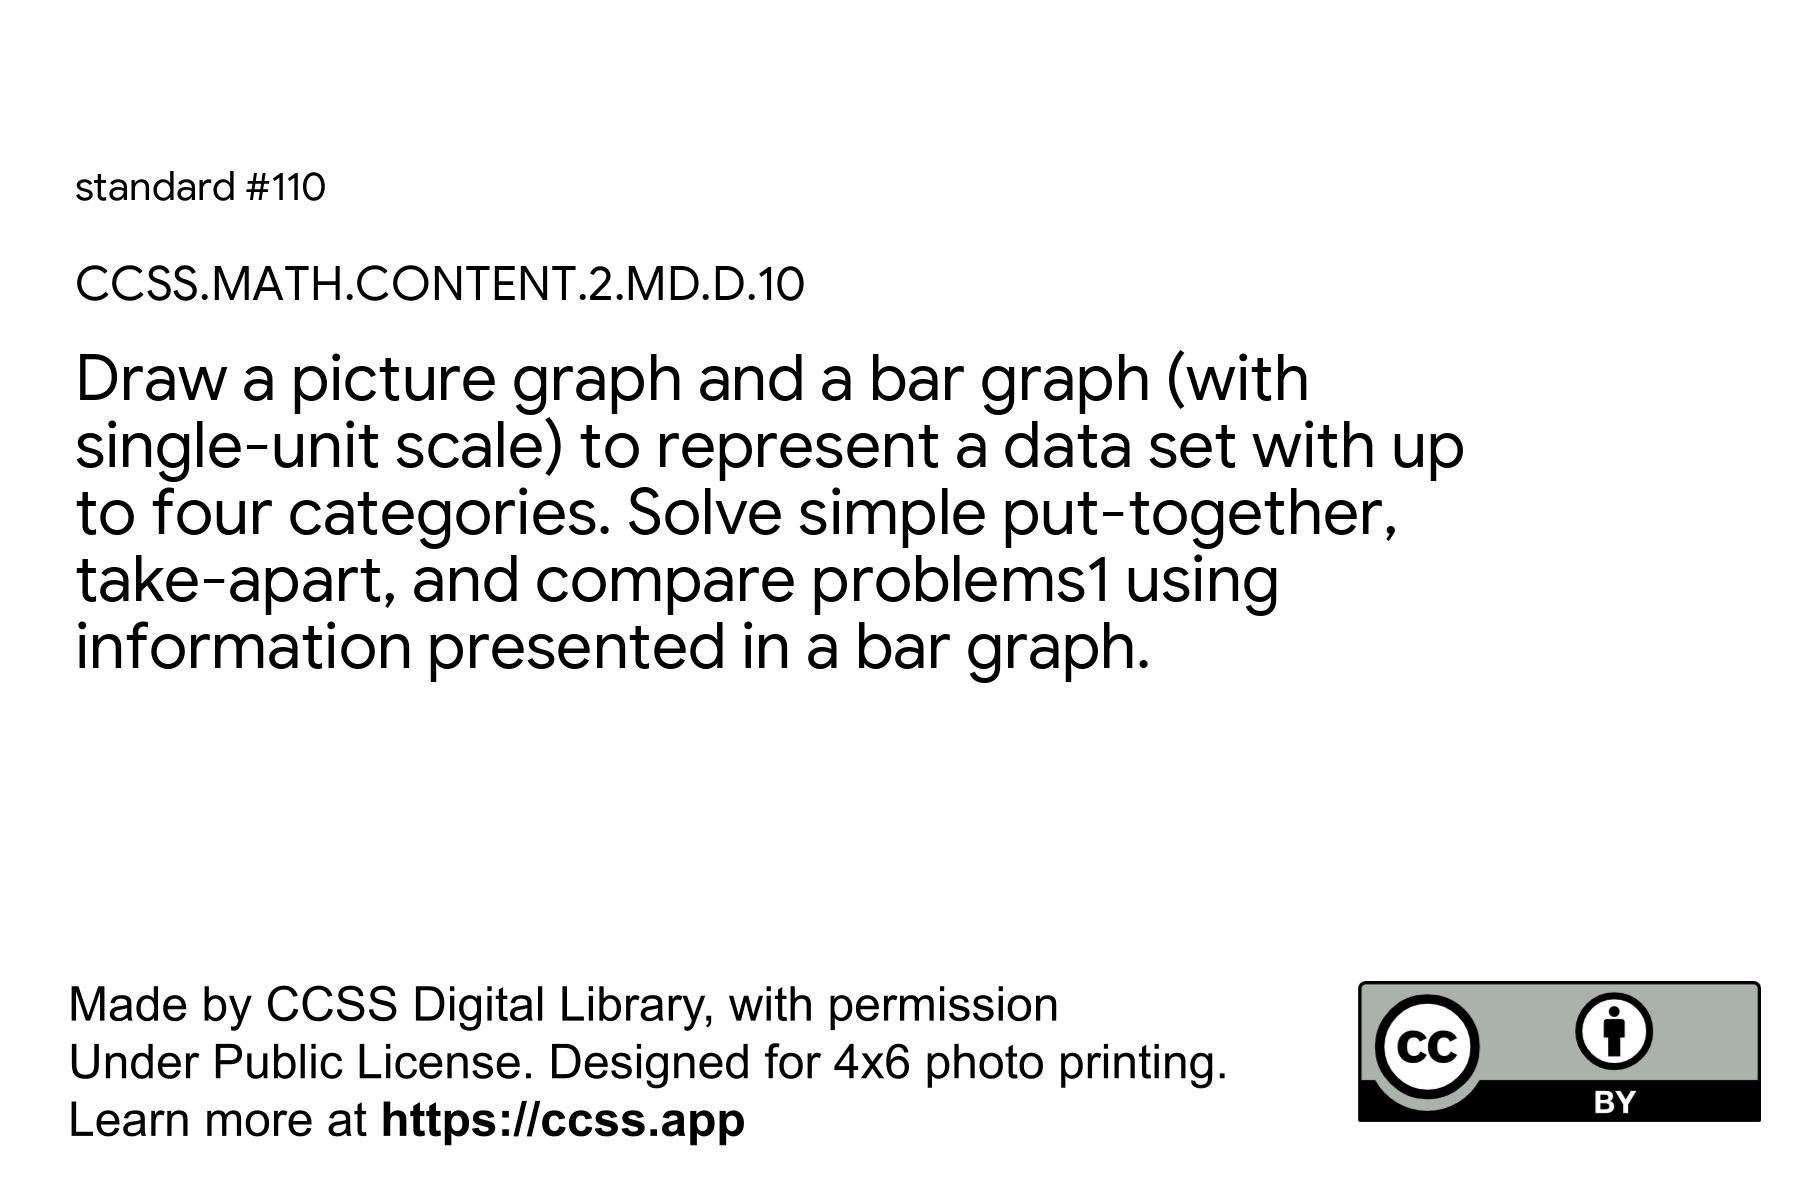 standard #110
CCSS.MATH.CONTENT.2.MD.D.10
Draw a picture graph and a bar graph (with
single-unit scale) to represent a data set with up
to four categories. Solve simple put-together,
take-apart, and compare problems1 using
information presented in a bar graph.
Made by CCSS Digital Library, with permission
Under Public License. Designed for 4x6 photo printing.
Learn more at https://ccss.app
CC
BY